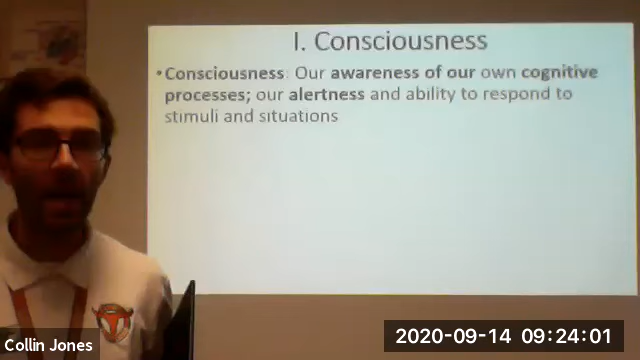 I. Consciousness
•Consciousness: Our awareness of our own cognitive
processes; our alertness and ability to respond to
stimuli and situations
Collin Jones
2020-09-14 09:24:01